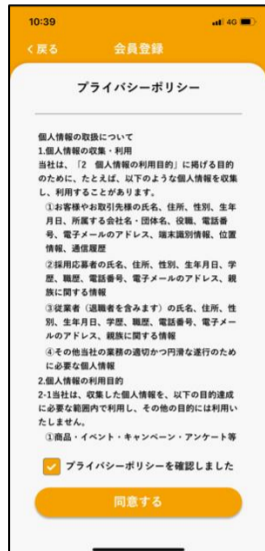 10:39
4G
く戻る
会員登録
プライバシーポリシー
個人情報の取扱について
1.個人情報の収集・利用
当社は、「2　個人情報の利用目的」に掲げる目的
のために、たとえば、以下のような個人情報を収集
し、利用することがあります。
①お客様やお取引先様の氏名、住所、性別、生年
月日、所属する会社名・団体名、役職、電話番
号、電子メールのアドレス、端末識別情報、位置
情報、通信履歴
②採用応募者の氏名、住所、性別、生年月日、学
歴、職歴、電話番号、電子メールのアドレス、親
族に関する情報
③従業者（退職者を含みます）の氏名、住所、性
別、生年月日、学歴、職歴、電話番号、電子メー
ルのアドレス、親族に関する情報
④その他当社の業務の適切かつ円滑な遂行のため
に必要な個人情報
2.個人情報の利用目的
2-1当社は、収集した個人情報を、以下の目的達成
に必要な範囲内で利用し、その他の目的には利用い
たしません。
①商品・イベント・キャンペーン・アンケート等
プライバシーポリシーを確認しました
同意する